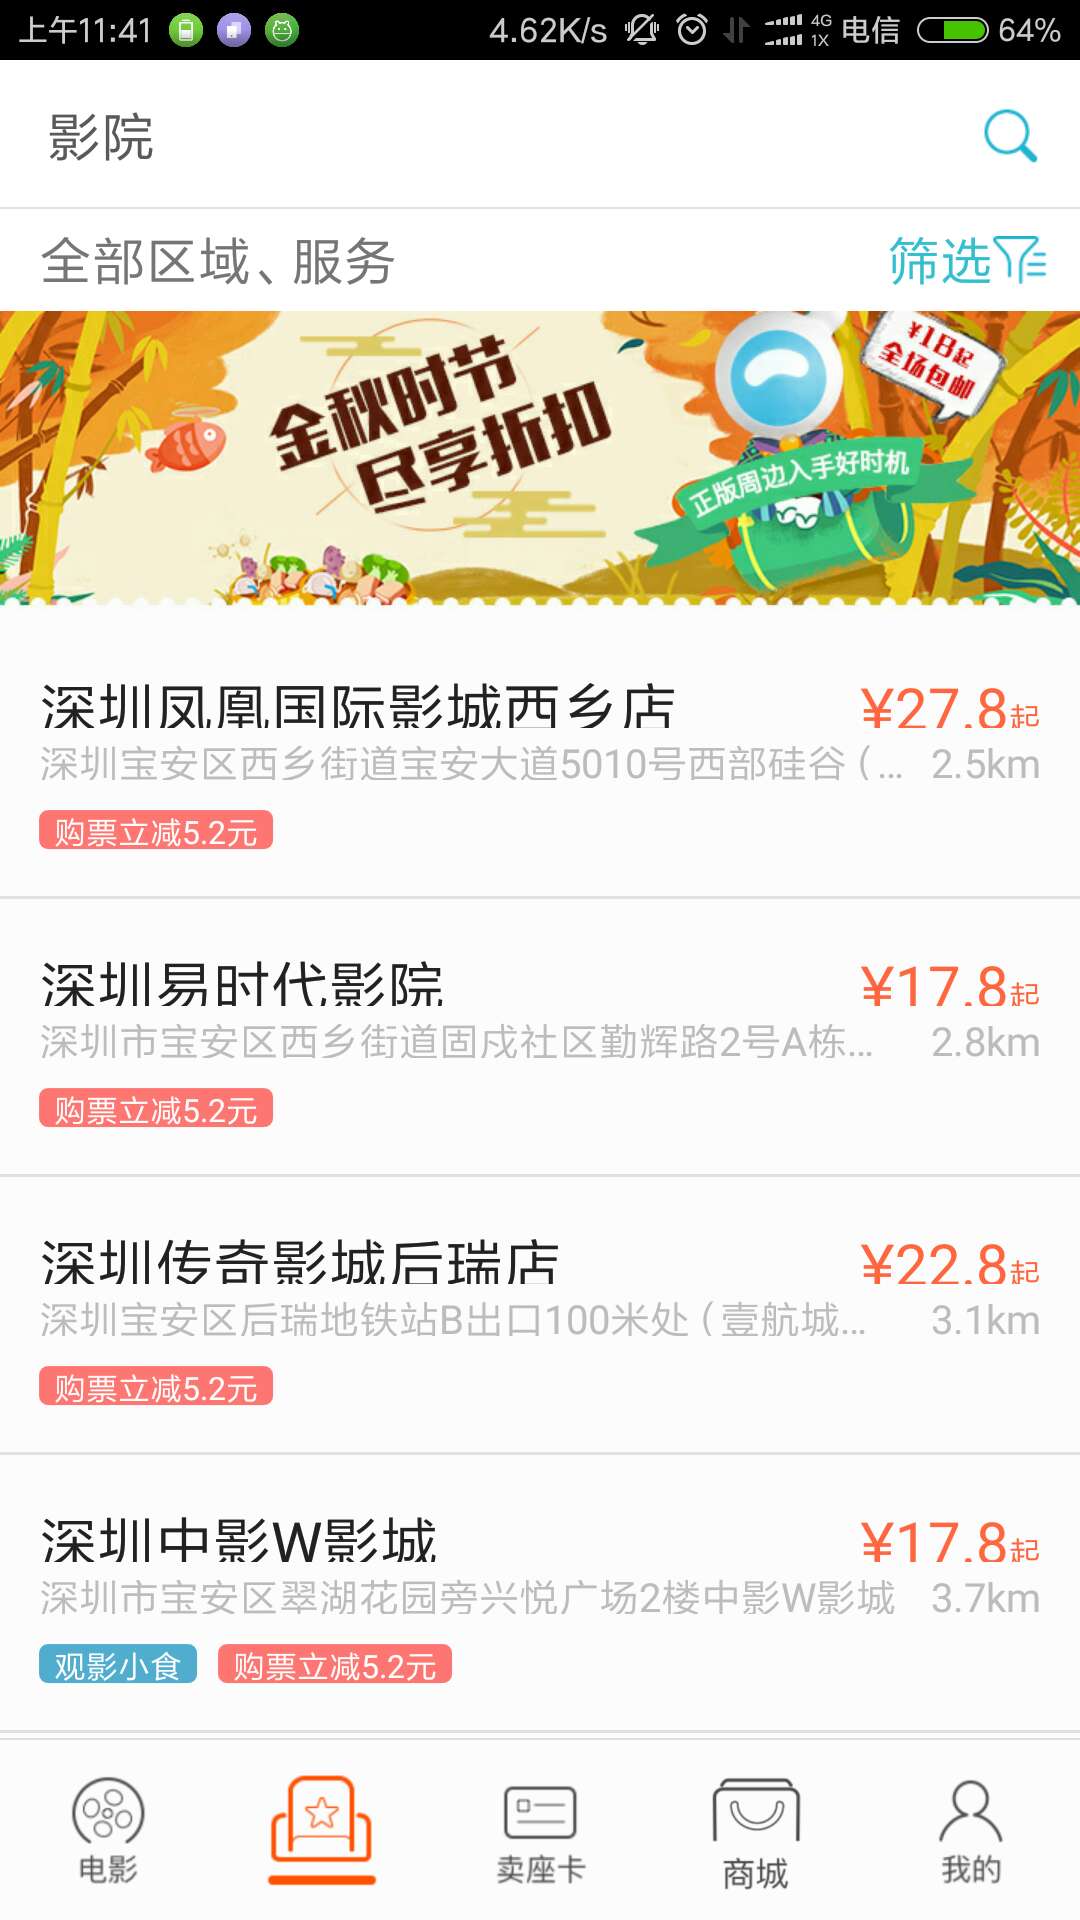 上午11:41 4.62K/s 4G 1X 电信 64%
影院
全部区域、服务 筛选
金秋时节
尽享折扣
¥18起
全场包邮
正版周边入手好时机
深圳凤凰国际影城西乡店 ¥27.8起
深圳宝安区西乡街道宝安大道5010号西部硅谷（... 2.5km
购票立减5.2元
深圳易时代影院 ¥17.8起
深圳市宝安区西乡街道固戍社区勤辉路2号A栋... 2.8km
购票立减5.2元
深圳传奇影城后瑞店 ¥22.8起
深圳宝安区后瑞地铁站B出口100米处（壹航城... 3.1km
购票立减5.2元
深圳中影W影城 ¥17.8起
深圳市宝安区翠湖花园旁兴悦广场2楼中影W影城 3.7km
观影小食 购票立减5.2元
电影 卖座卡 商城 我的